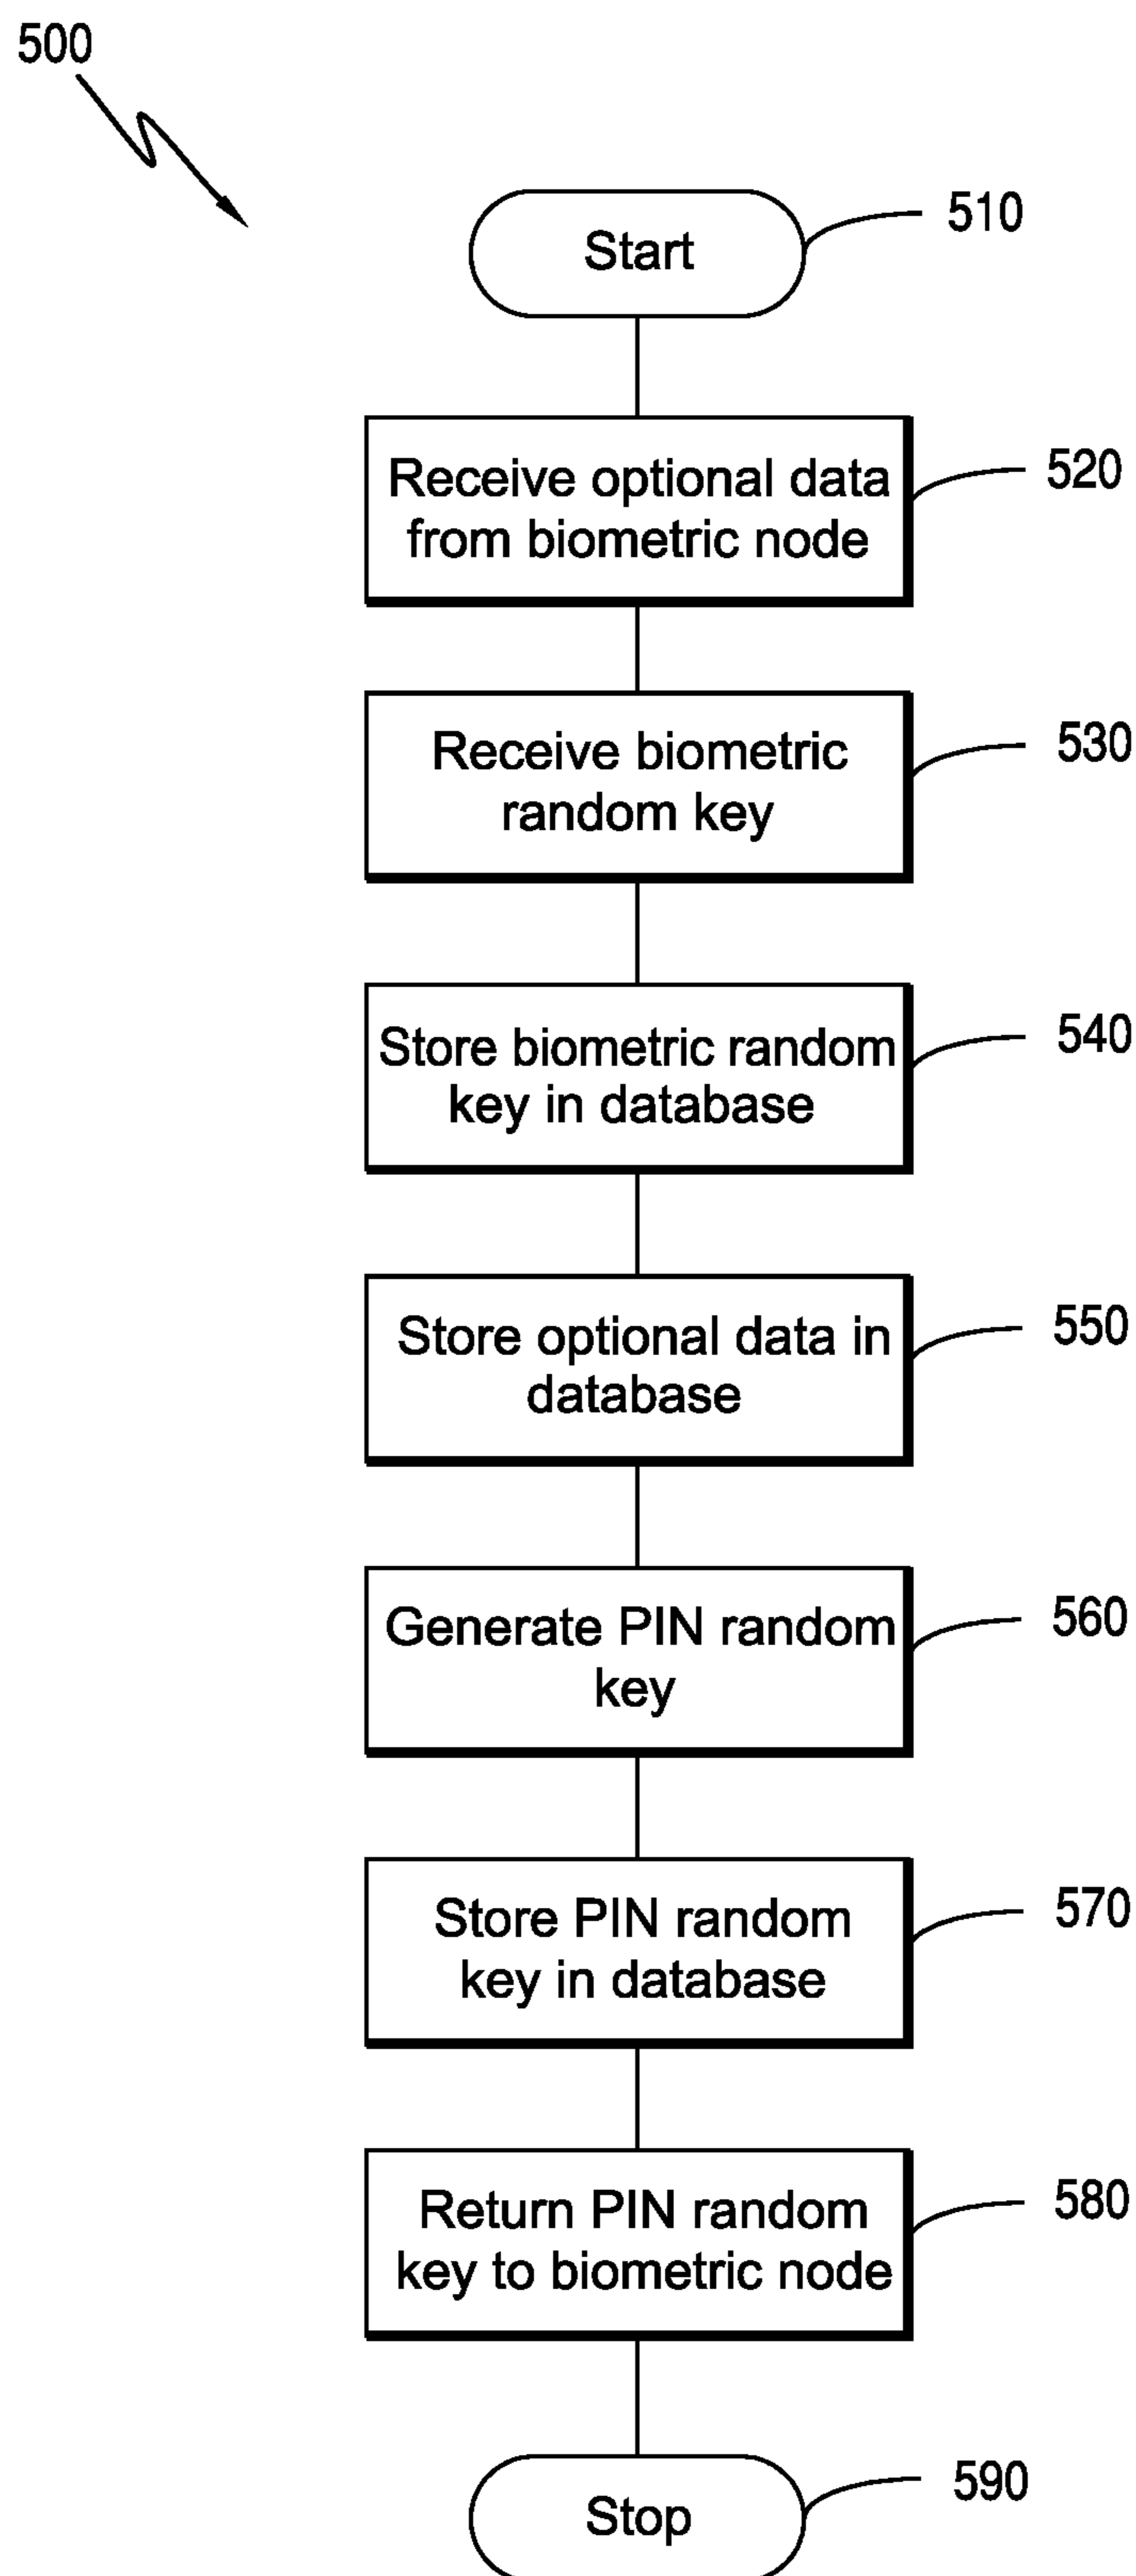 500
Start
510
Receive optional data
from biometric node
520
Receive biometric
random key
530
Store biometric random
key in database
540
Store optional data in
database
550
Generate PIN random
key
560
Store PIN random
key in database
570
Return PIN random
key to biometric node
580
Stop
590